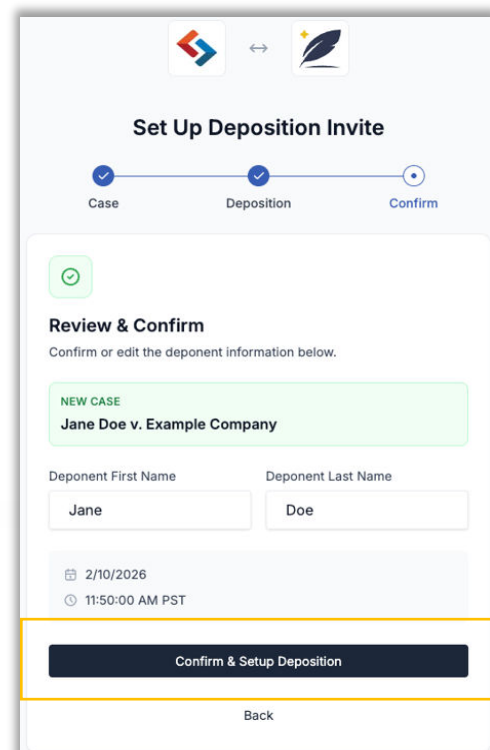 Set Up Deposition Invite
Case Deposition Confirm
Review & Confirm
Confirm or edit the deponent information below.
NEW CASE
Jane Doe v. Example Company
Deponent First Name Deponent Last Name
Jane Doe
2/10/2026
11:50:00 AM PST
Confirm & Setup Deposition
Back